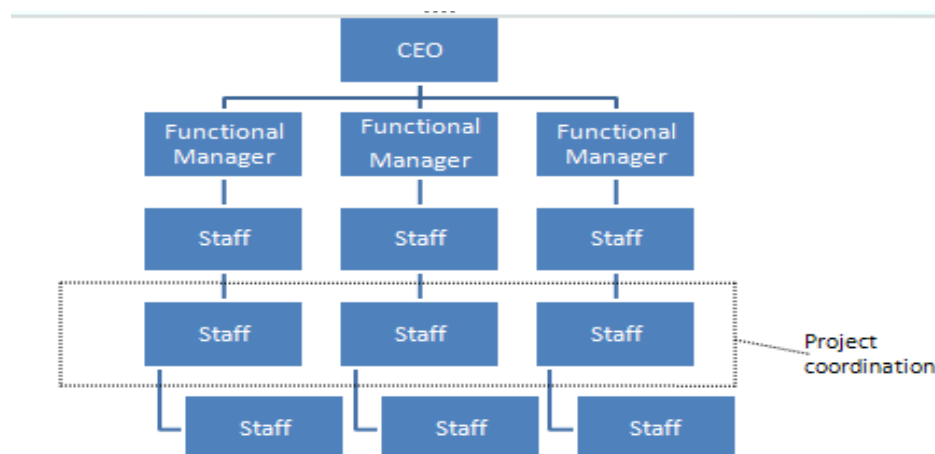 CEO
Functional
Manager
Functional
Manager
Functional
Manager
Staff
Staff
Staff
Staff
Staff
Staff
Project
coordination
Staff
Staff
Staff